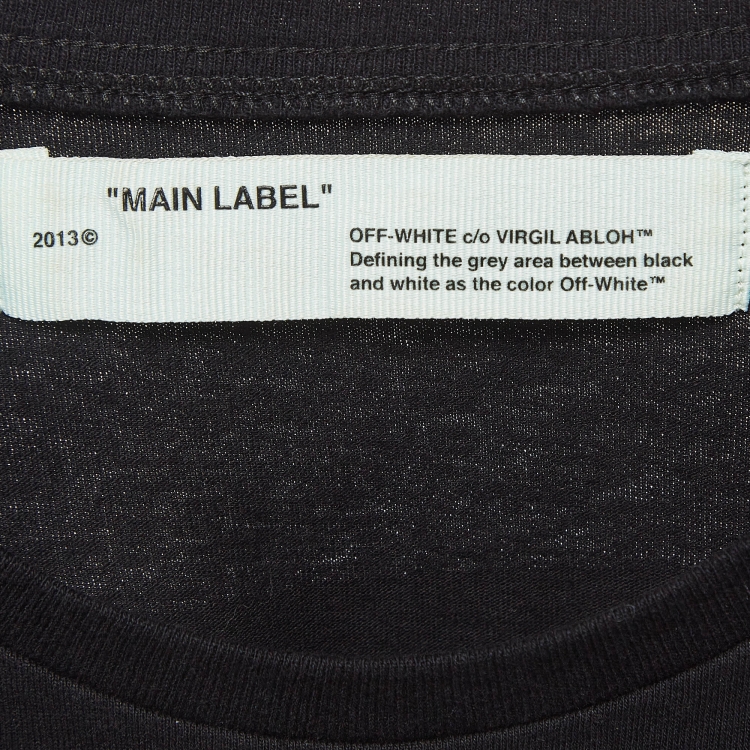 "MAIN LABEL"
2013©
OFF-WHITE c/o VIRGIL ABLOH™
Defining the grey area between black
and white as the color Off-White™